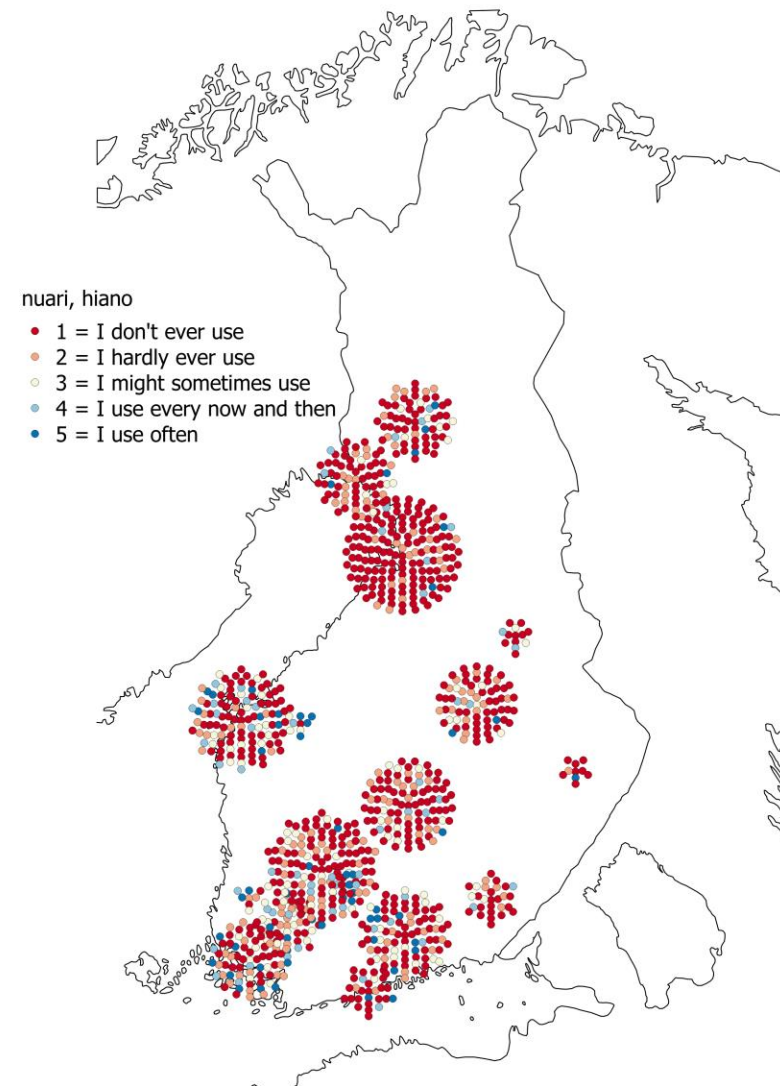 nuari, hiano
1 = I don't ever use
2 = I hardly ever use
3 = I might sometimes use
4 = I use every now and then
5 = I use often